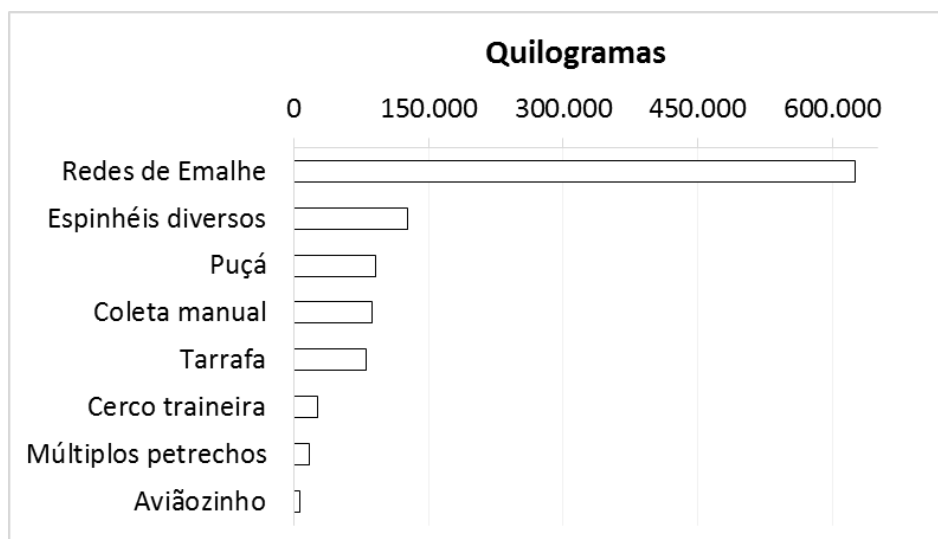 Quilogramas
0 150.000 300.000 450.000 600.000
Redes de Emalhe
Espinhéis diversos
Puçá
Coleta manual
Tarrafa
Cerco traineira
Múltiplos petrechos
Aviãozinho